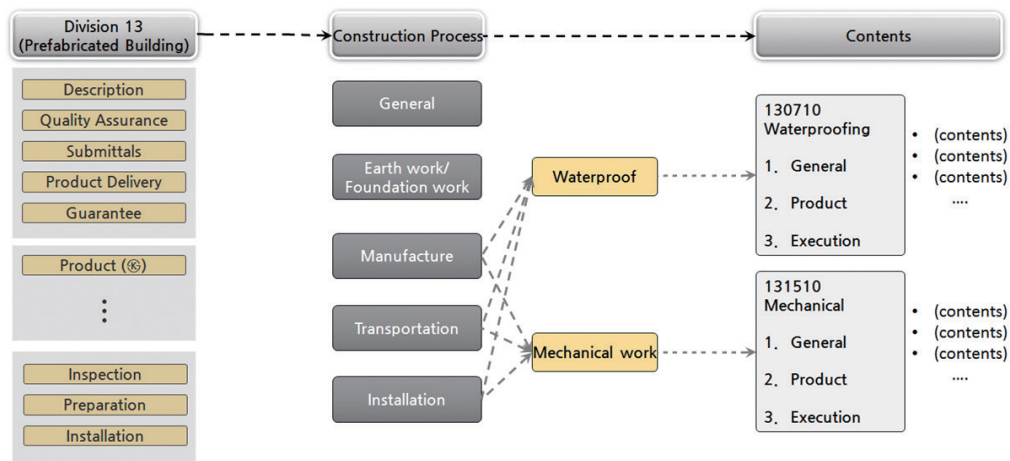 Division 13
(Prefabricated Building)
Construction Process
Contents
Description
Quality Assurance
Submittals
Product Delivery
Guarantee
Product (㉿)
Inspection
Preparation
Installation
General
Earth work/
Foundation work
Manufacture
Transportation
Installation
Waterproof
Mechanical work
130710
Waterproofing
1. General
2. Product
3. Execution
• (contents)
• (contents)
• (contents)
....
131510
Mechanical
1. General
2. Product
3. Execution
• (contents)
• (contents)
• (contents)
....